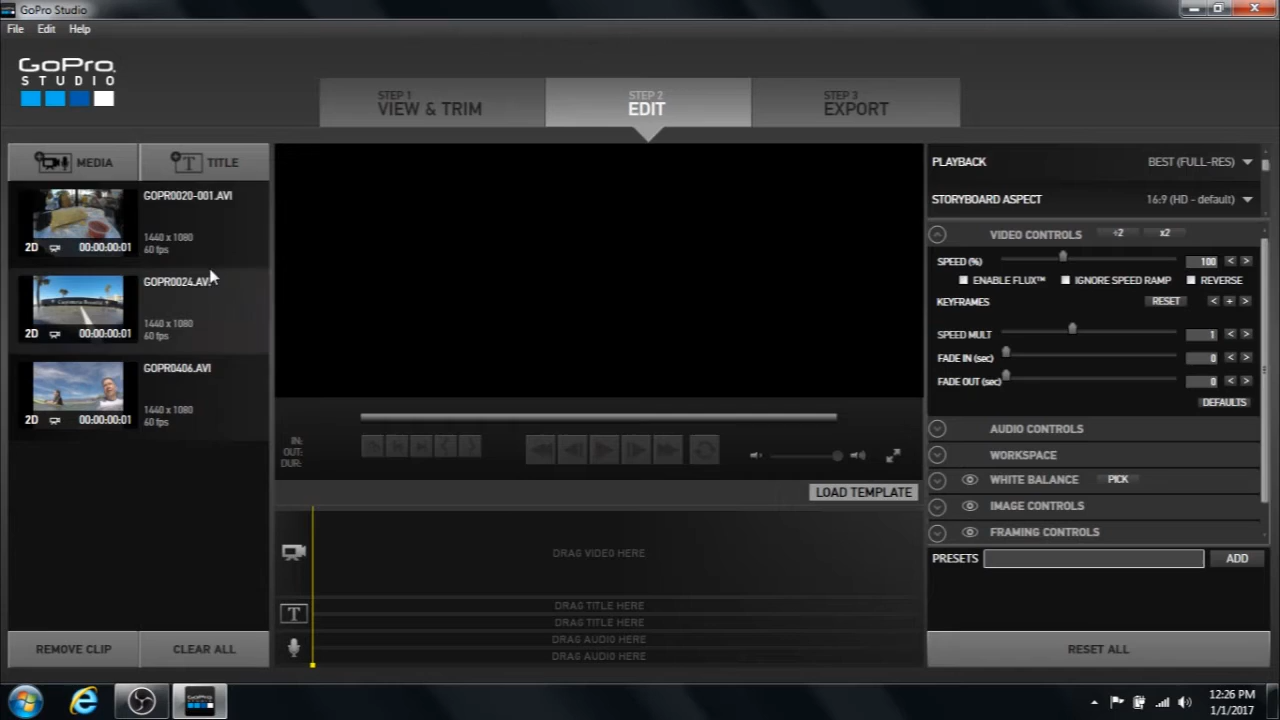 GoPro Studio
File Edit Help
GoPro
STUDIO
STEP 1
VIEW & TRIM
STEP 2
EDIT
STEP 3
EXPORT
MEDIA
TITLE
GOPR0020-001.AVI
1440 x 1080
60 fps
2D 00:00:00:01
GOPR0024.AVI
1440 x 1080
60 fps
2D 00:00:00:01
GOPR0406.AVI
1440 x 1080
60 fps
2D 00:00:00:01
REMOVE CLIP
CLEAR ALL
IN:
OUT:
DUR:
LOAD TEMPLATE
DRAG VIDEO HERE
T
DRAG TITLE HERE
DRAG TITLE HERE
DRAG AUDIO HERE
DRAG AUDIO HERE
PLAYBACK BEST (FULL-RES)
STORYBOARD ASPECT 16:9 (HD - default)
VIDEO CONTROLS ÷2 x2
SPEED (%) 100 < >
ENABLE FLUX™ IGNORE SPEED RAMP REVERSE
KEYFRAMES RESET < + >
SPEED MULT 1 < >
FADE IN (sec) 0 < >
FADE OUT (sec) 0 < >
DEFAULTS
AUDIO CONTROLS
WORKSPACE
WHITE BALANCE PICK
IMAGE CONTROLS
FRAMING CONTROLS
PRESETS ADD
RESET ALL
12:26 PM
1/1/2017